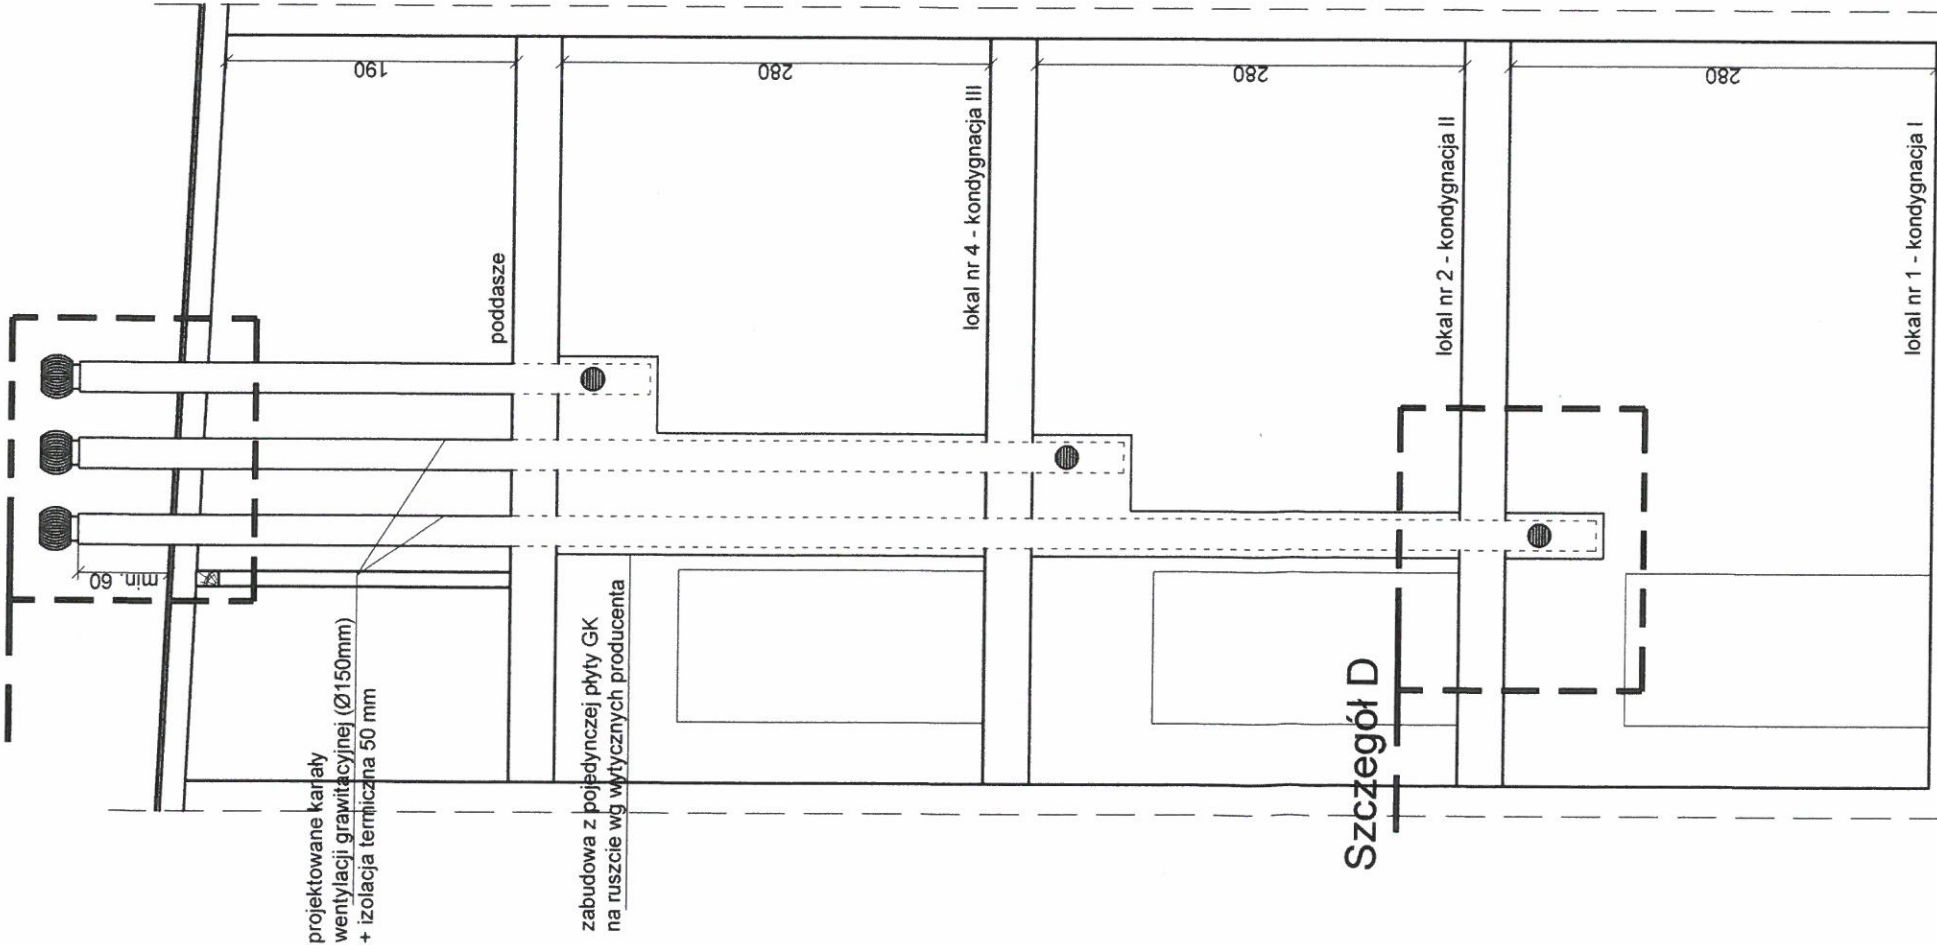 190
280
280
280
min. 60
poddasze
lokal nr 4 - kondygnacja III
lokal nr 2 - kondygnacja II
lokal nr 1 - kondygnacja I
projektowane kanały
wentylacji grawitacyjnej (Ø150mm)
+ izolacja termiczna 50 mm
zabudowa z pojedynczej płyty GK
na ruszcie wg wytycznych producenta
Szczegół D